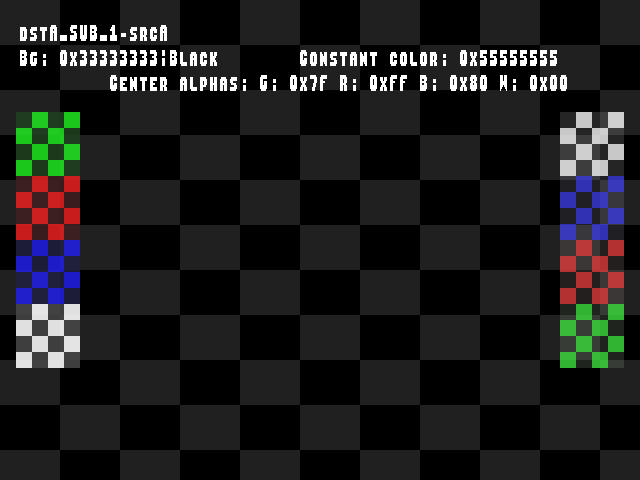 dstA_SUB_1-srcA
Bg: 0x33333333¦Black Constant color: 0x55555555
Center alphas: G: 0x7F R: 0xFF B: 0x80 W: 0x00